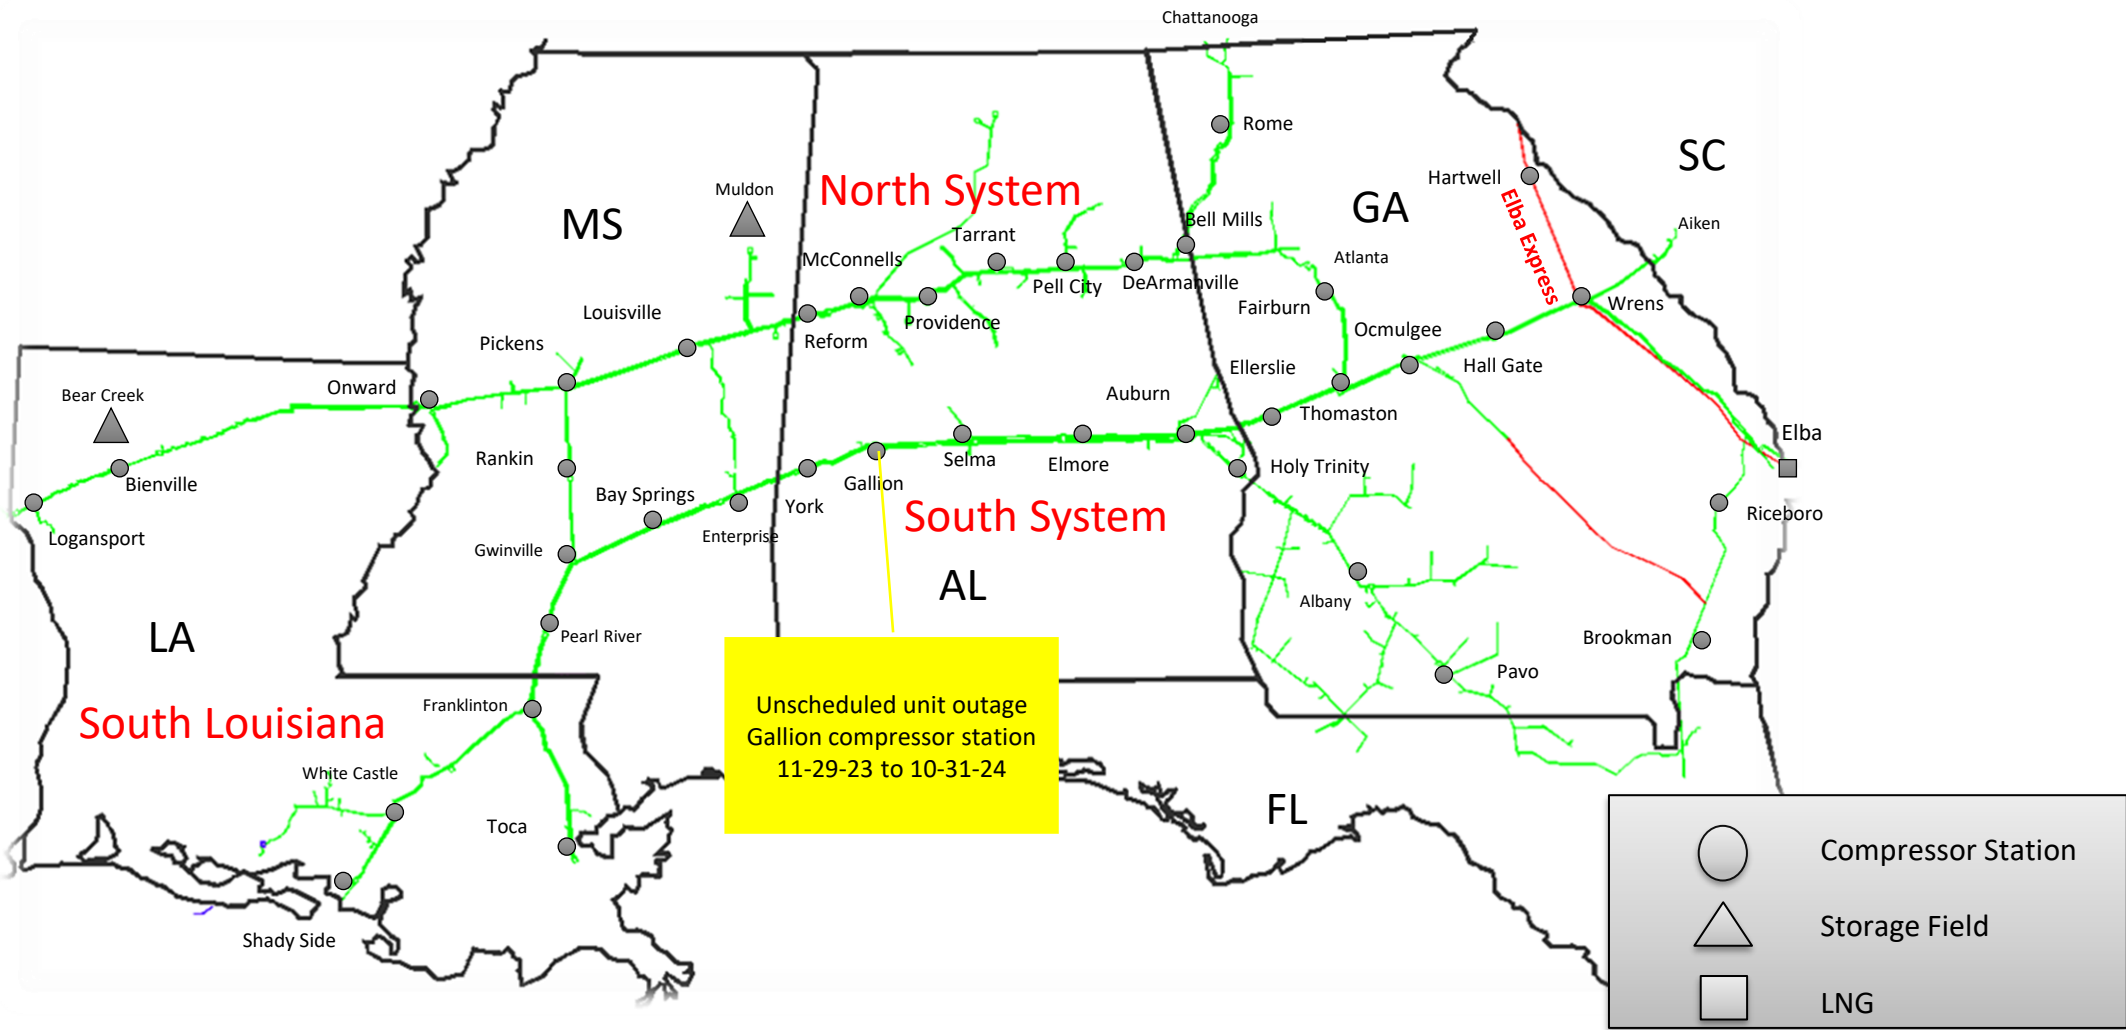 Chattanooga
Rome
SC
Hartwell
Muldon
North System
MS
GA
Elba Express
Bell Mills
Aiken
Tarrant
McConnells
Atlanta
Pell City
DeArmanville
Fairburn
Wrens
Louisville
Providence
Ocmulgee
Reform
Pickens
Hall Gate
Ellerslie
Onward
Auburn
Bear Creek
Thomaston
Elba
Rankin
Selma
Elmore
Holy Trinity
Bienville
Gallion
Bay Springs
York
South System
Riceboro
Logansport
Enterprise
Gwinville
AL
Albany
LA
Pearl River
Brookman
Pavo
Franklinton
South Louisiana
Unscheduled unit outage
Gallion compressor station
11-29-23 to 10-31-24
White Castle
FL
Toca
Shady Side
Compressor Station
Storage Field
LNG